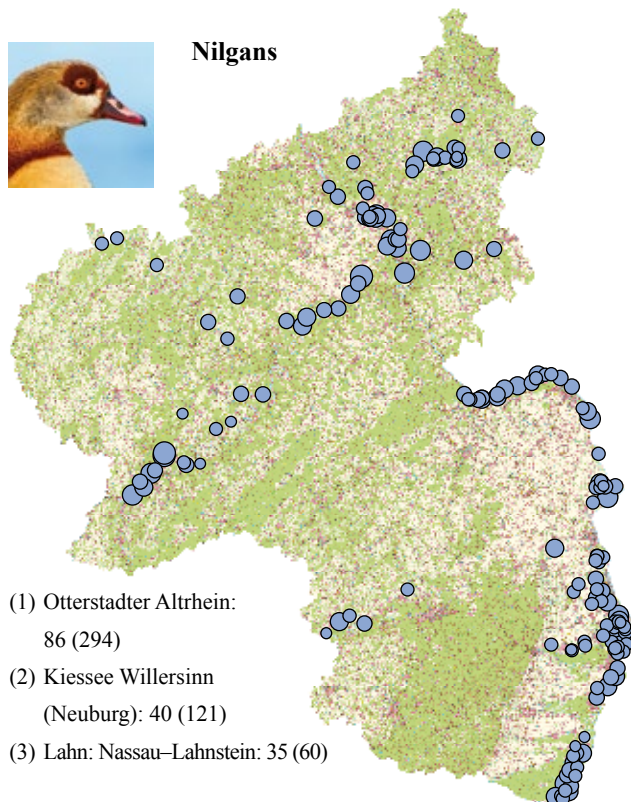 Nilgans
(1) Otterstadter Altrhein:
86 (294)
(2) Kiessee Willersinn
(Neuburg): 40 (121)
(3) Lahn: Nassau–Lahnstein: 35 (60)